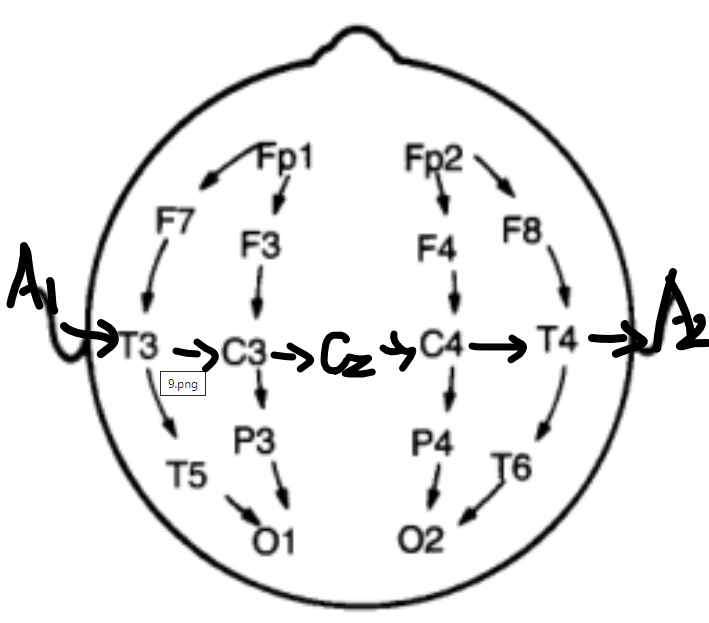 Fp1 Fp2
F7 F3 F4 F8
A1 T3 C3 Cz C4 T4 A2
9.png
T5 P3 P4 T6
O1 O2